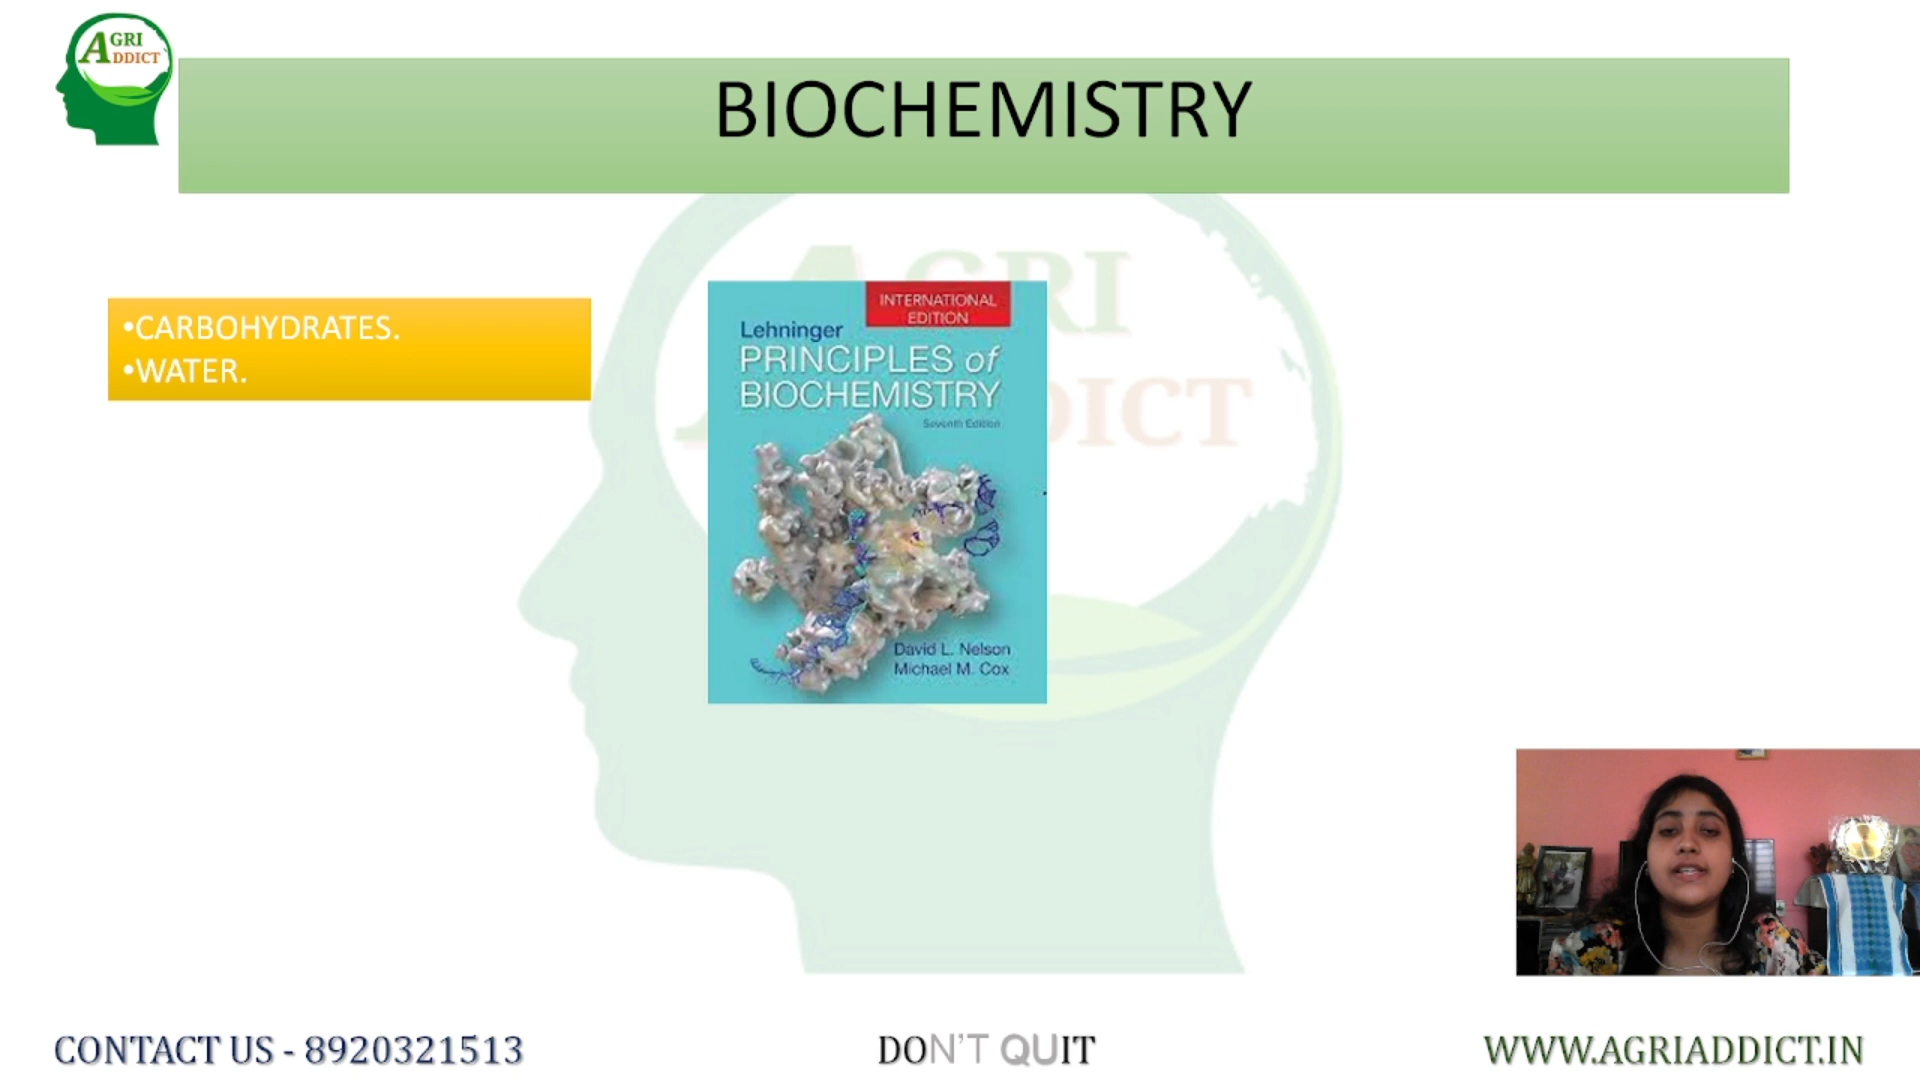 AGRI
ADDICT
BIOCHEMISTRY
•CARBOHYDRATES.
•WATER.
INTERNATIONAL
EDITION
Lehninger
PRINCIPLES of
BIOCHEMISTRY
Seventh Edition
David L. Nelson
Michael M. Cox
CONTACT US - 8920321513
DON'T QUIT
WWW.AGRIADDICT.IN